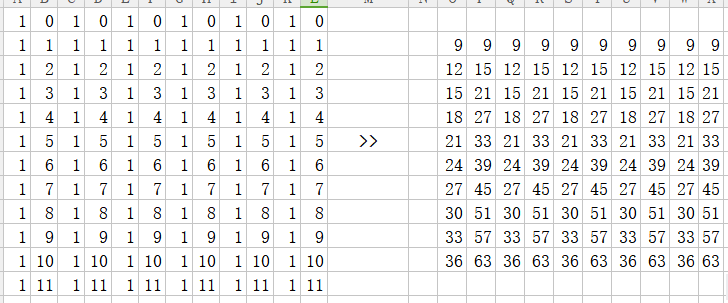 1 0 1 0 1 0 1 0 1 0 1 0
1 1 1 1 1 1 1 1 1 1 1 1 9 9 9 9 9 9 9 9 9 9
1 2 1 2 1 2 1 2 1 2 1 2 12 15 12 15 12 15 12 15 12 15
1 3 1 3 1 3 1 3 1 3 1 3 15 21 15 21 15 21 15 21 15 21
1 4 1 4 1 4 1 4 1 4 1 4 18 27 18 27 18 27 18 27 18 27
1 5 1 5 1 5 1 5 1 5 1 5 >> 21 33 21 33 21 33 21 33 21 33
1 6 1 6 1 6 1 6 1 6 1 6 24 39 24 39 24 39 24 39 24 39
1 7 1 7 1 7 1 7 1 7 1 7 27 45 27 45 27 45 27 45 27 45
1 8 1 8 1 8 1 8 1 8 1 8 30 51 30 51 30 51 30 51 30 51
1 9 1 9 1 9 1 9 1 9 1 9 33 57 33 57 33 57 33 57 33 57
1 10 1 10 1 10 1 10 1 10 1 10 36 63 36 63 36 63 36 63 36 63
1 11 1 11 1 11 1 11 1 11 1 11